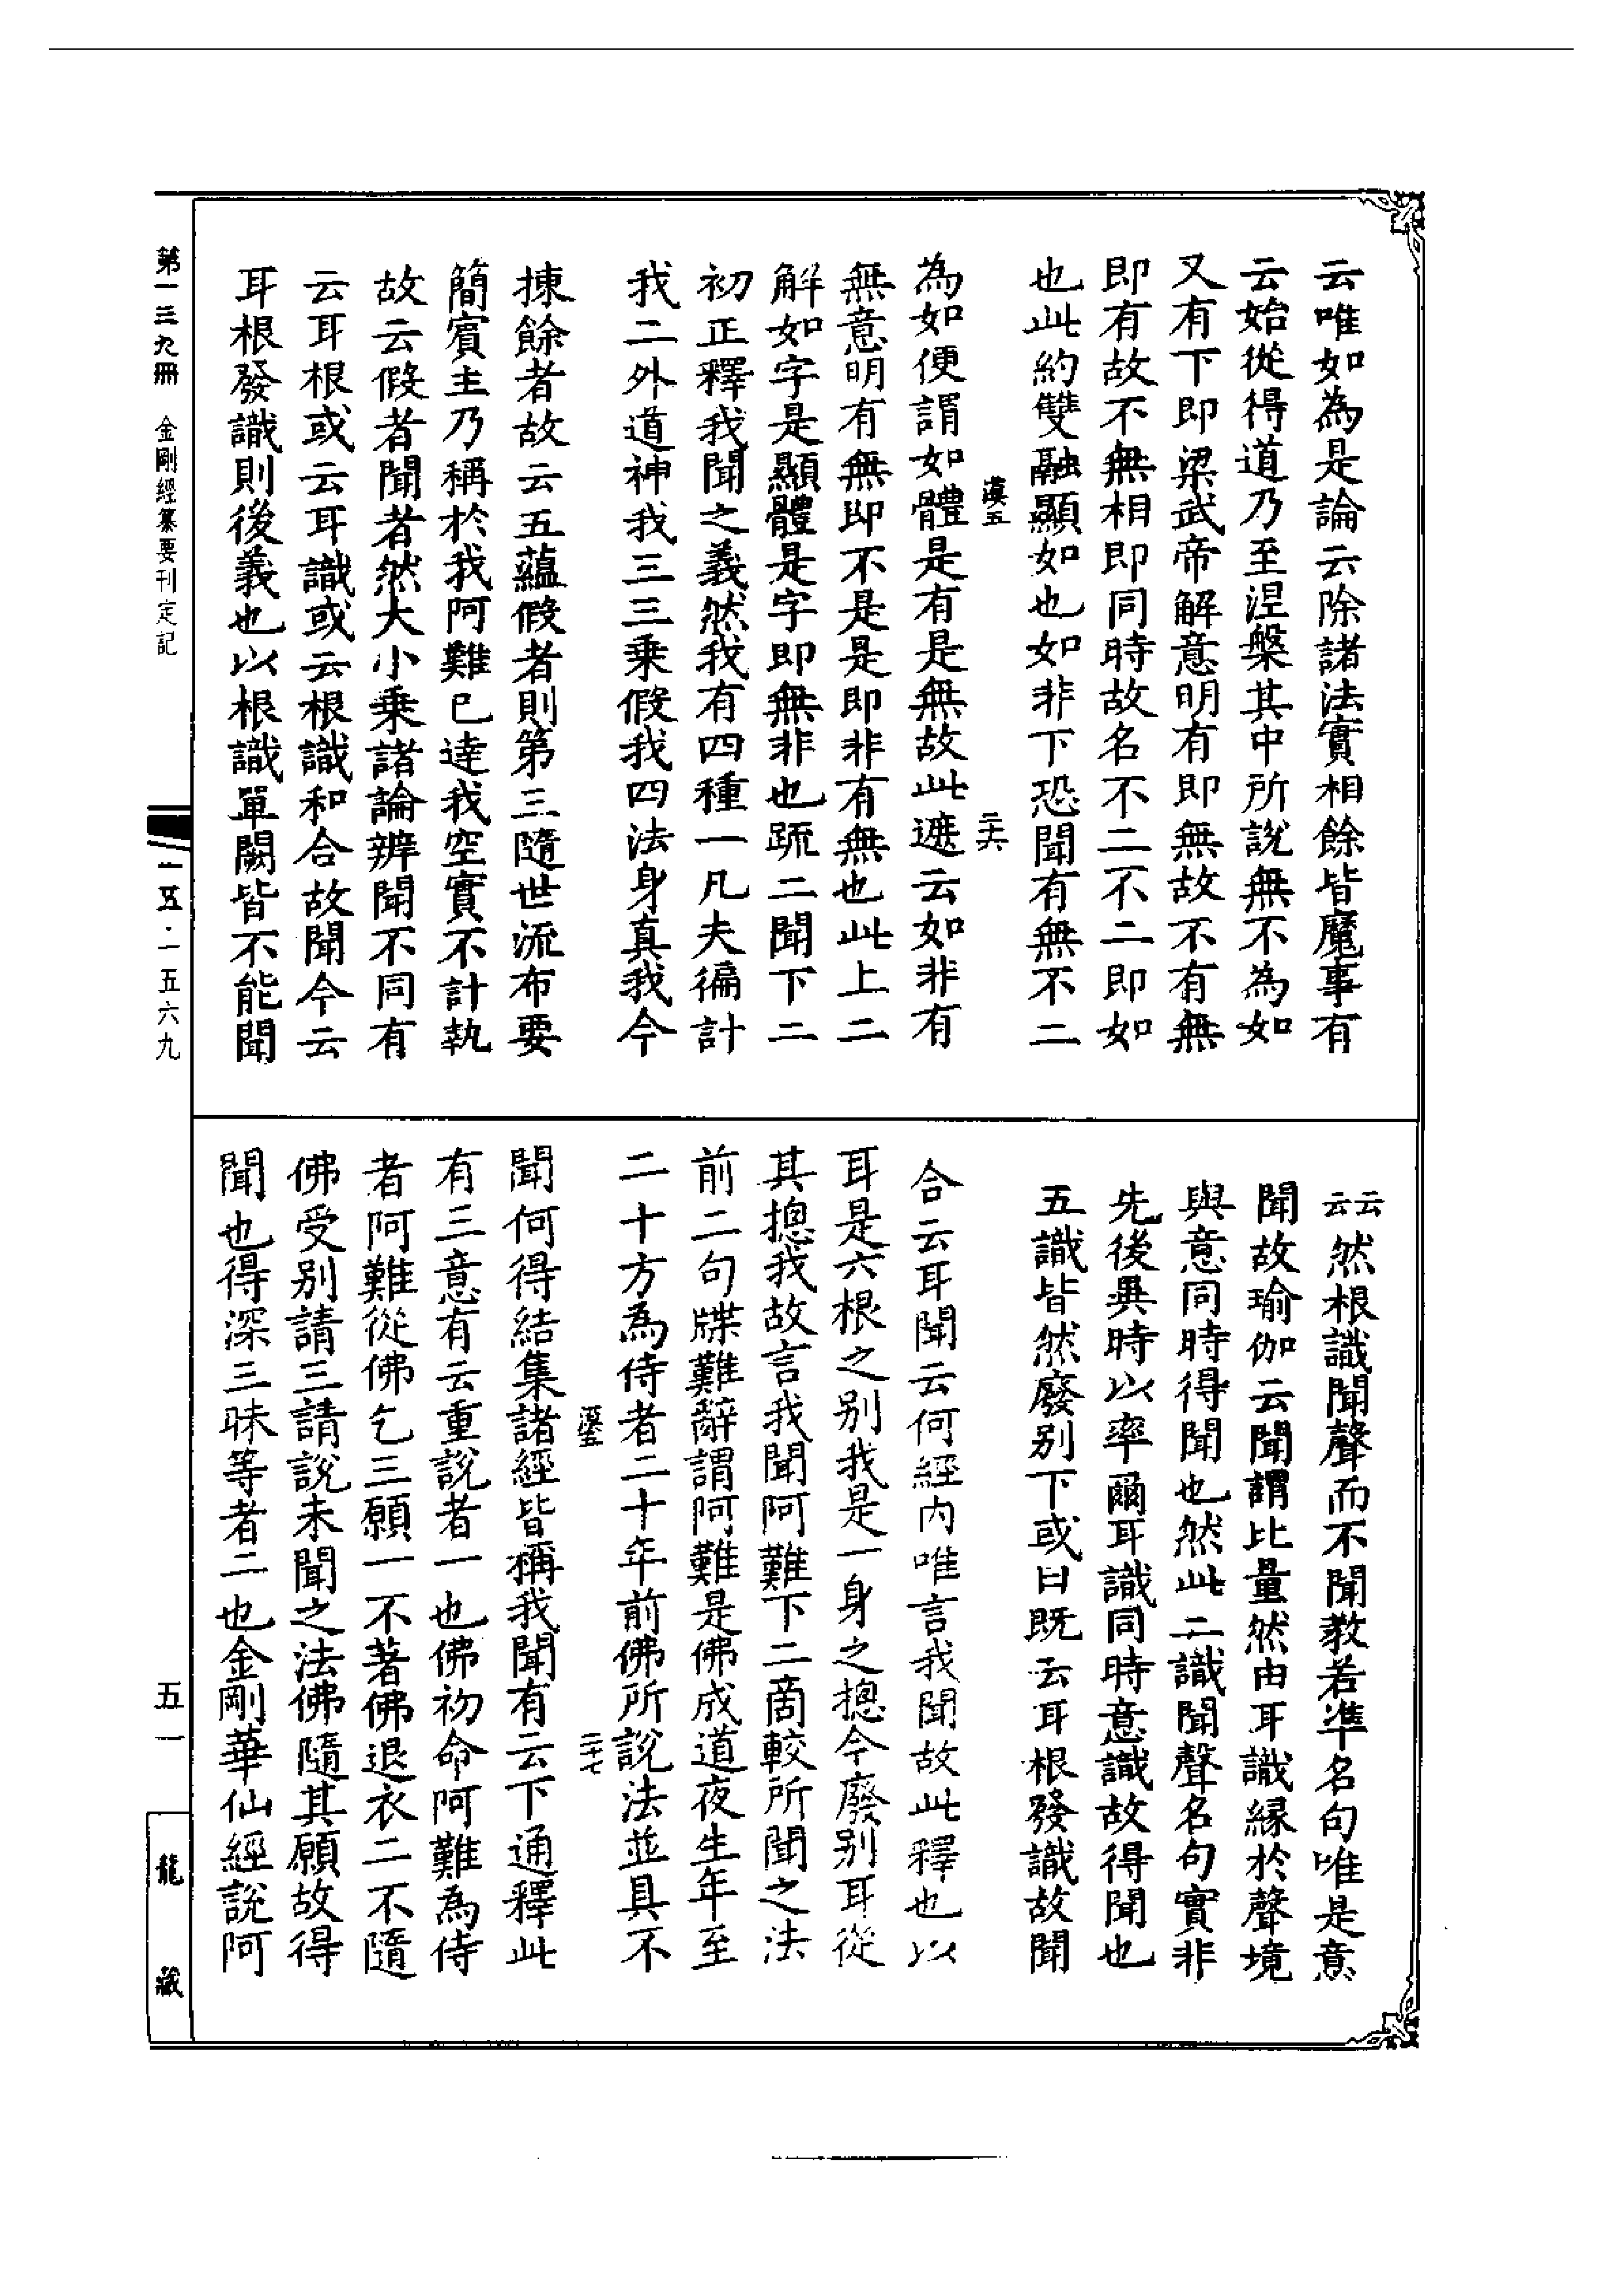 云唯如為是論云除諸法實相餘皆魔事有
云始從得道乃至涅槃其中所說無不為如
又有下即梁武帝解意明有即無故不有無
即有故不無相即同時故名不二不二即如
也此約雙融顯如也如非下恐聞有無不二
漢五
二十六
為如便謂如體是有是無故此遮云如非有
無意明有無即不是是即非有無也此上二
解如字是顯體是字即無非也䟽二聞下二
初正釋我聞之義然我有四種一凡夫徧計
我二外道神我三三乗假我四法身真我今
揀餘者故云五蘊假者則第三隨世流布要
簡賓主乃稱於我阿難已達我空實不計執
故云假者聞者然大小乗諸論辨聞不同有
云耳根或云耳識或云根識和合故聞今云
耳根發識則後義也以根識單闕皆不能聞
云云然根識聞聲而不聞教若凖名句唯是意
聞故瑜伽云聞謂比量然由耳識緣於聲境
與意同時得聞也然此二識聞聲名句實非
先後異時以率爾耳識同時意識故得聞也
五識皆然廢別下或曰既云耳根發識故聞
合云耳聞云何經內唯言我聞故此釋也以
耳是六根之別我是一身之摠今廢別耳從
其摠我故言我聞阿難下二啇較所聞之法
前二句牒難辭謂阿難是佛成道夜生年至
二十方為侍者二十年前佛所說法並具不
漢五
二十七
聞何得結集諸經皆稱我聞有云下通釋此
有三意有云重說者一也佛初命阿難為侍
者阿難從佛乞三願一不著佛退衣二不隨
佛受別請三請說未聞之法佛隨其願故得
聞也得深三昧等者二也金剛華仙經說阿
第一三九冊 金剛經纂要刊定記
一五·一五六九
五一
龍藏